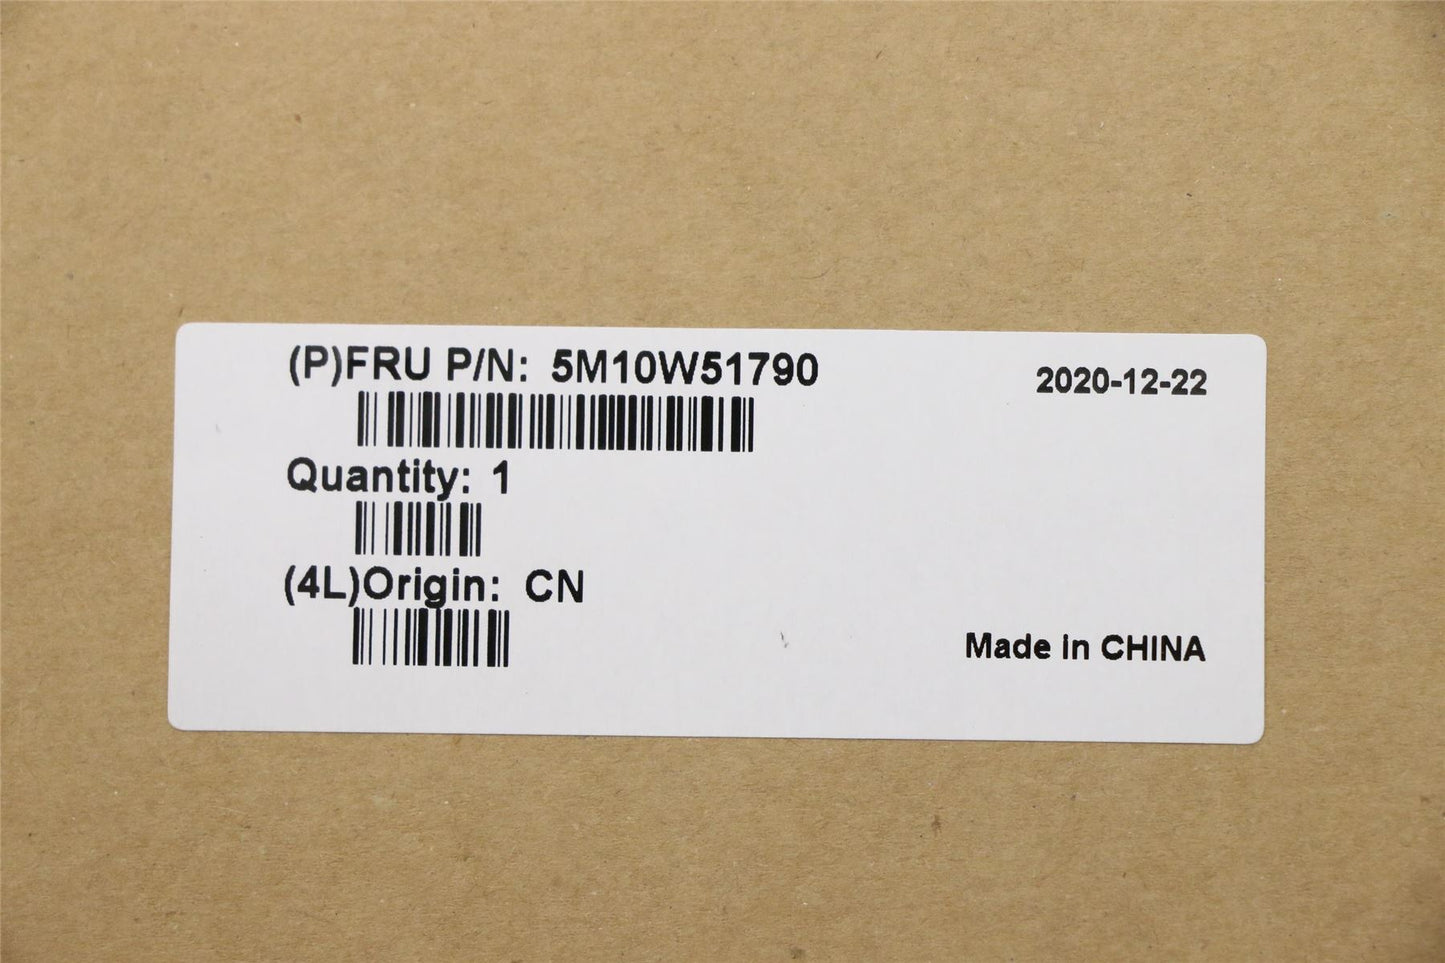 (P)FRU P/N: 5M10W51790
2020-12-22
Quantity: 1
(4L)Origin: CN
Made in CHINA